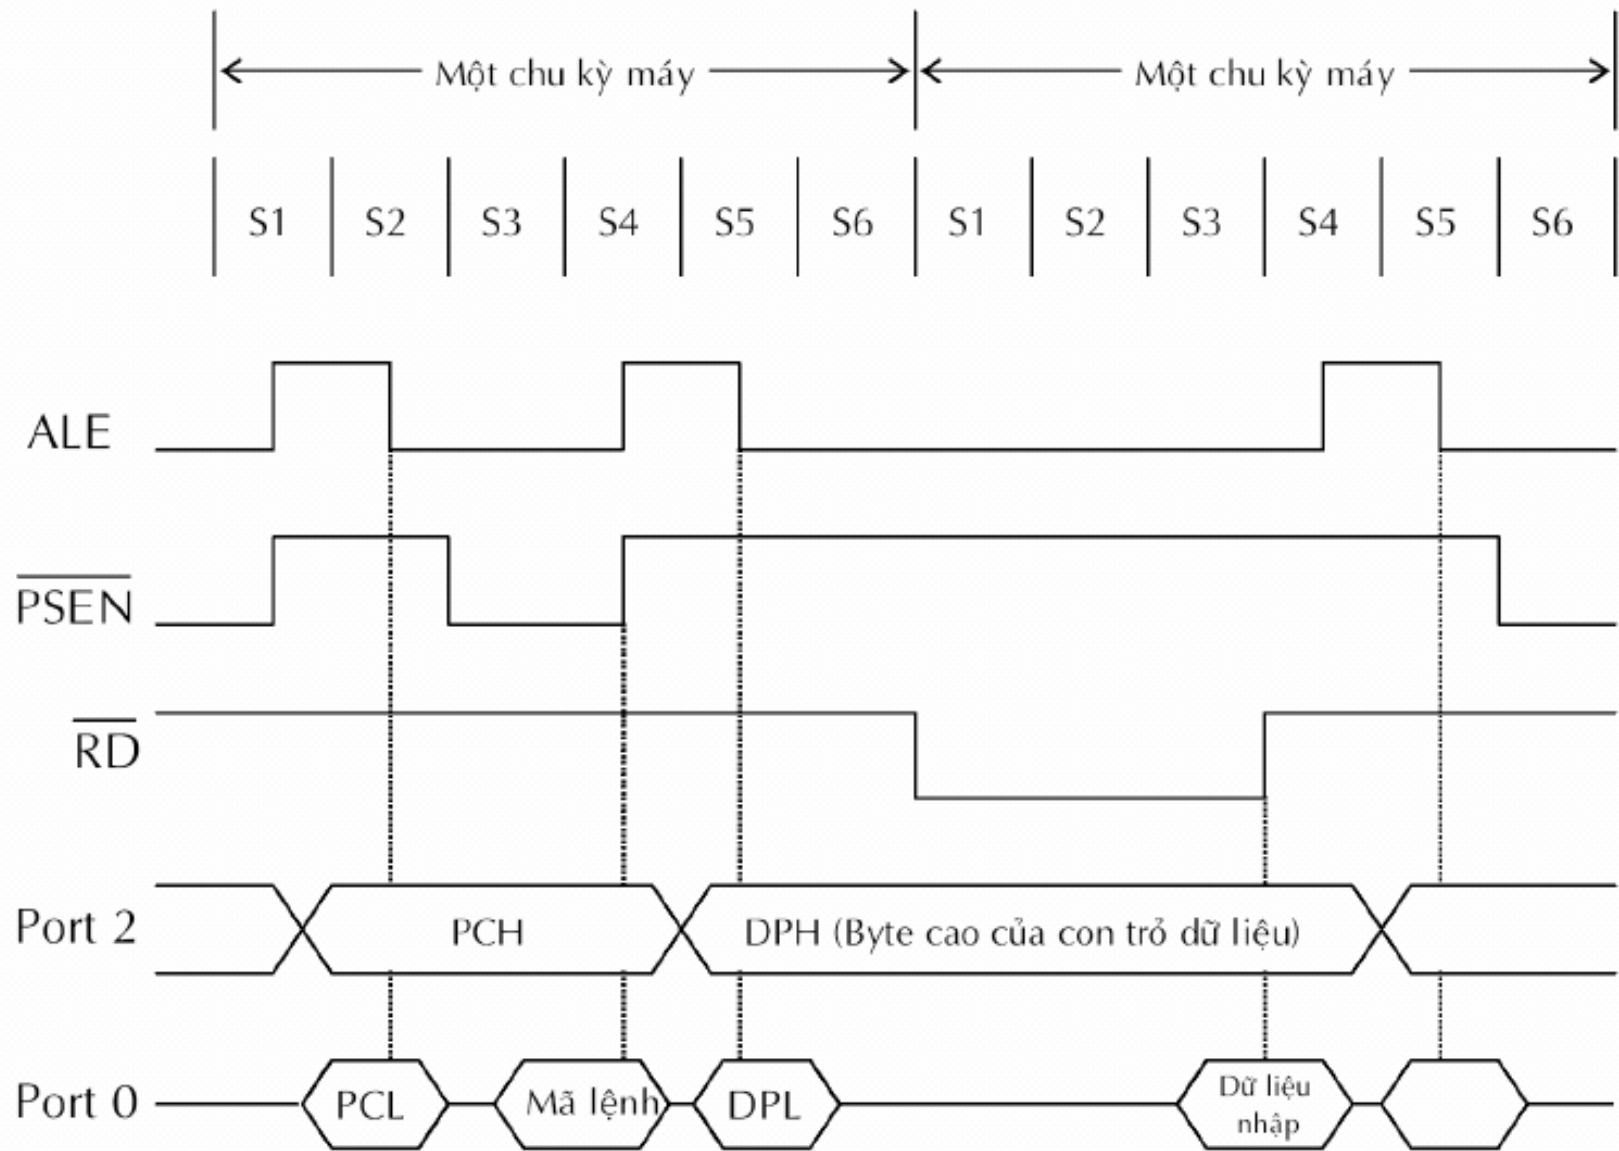 Một chu kỳ máy Một chu kỳ máy
S1 S2 S3 S4 S5 S6 S1 S2 S3 S4 S5 S6
ALE
PSEN
RD
Port 2 PCH DPH (Byte cao của con trỏ dữ liệu)
Port 0 PCL Mã lệnh DPL Dữ liệu
nhập